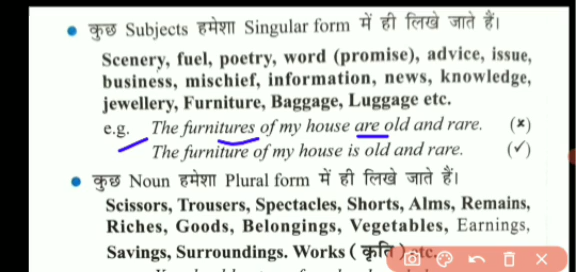 • कुछ Subjects हमेशा Singular form में ही लिखे जाते हैं।
Scenery, fuel, poetry, word (promise), advice, issue,
business, mischief, information, news, knowledge,
jewellery, Furniture, Baggage, Luggage etc.
e.g. The furnitures of my house are old and rare. (×)
The furniture of my house is old and rare. (✓)
• कुछ Noun हमेशा Plural form में ही लिखे जाते हैं।
Scissors, Trousers, Spectacles, Shorts, Alms, Remains,
Riches, Goods, Belongings, Vegetables, Earnings,
Savings, Surroundings. Works ( कृति ) etc.